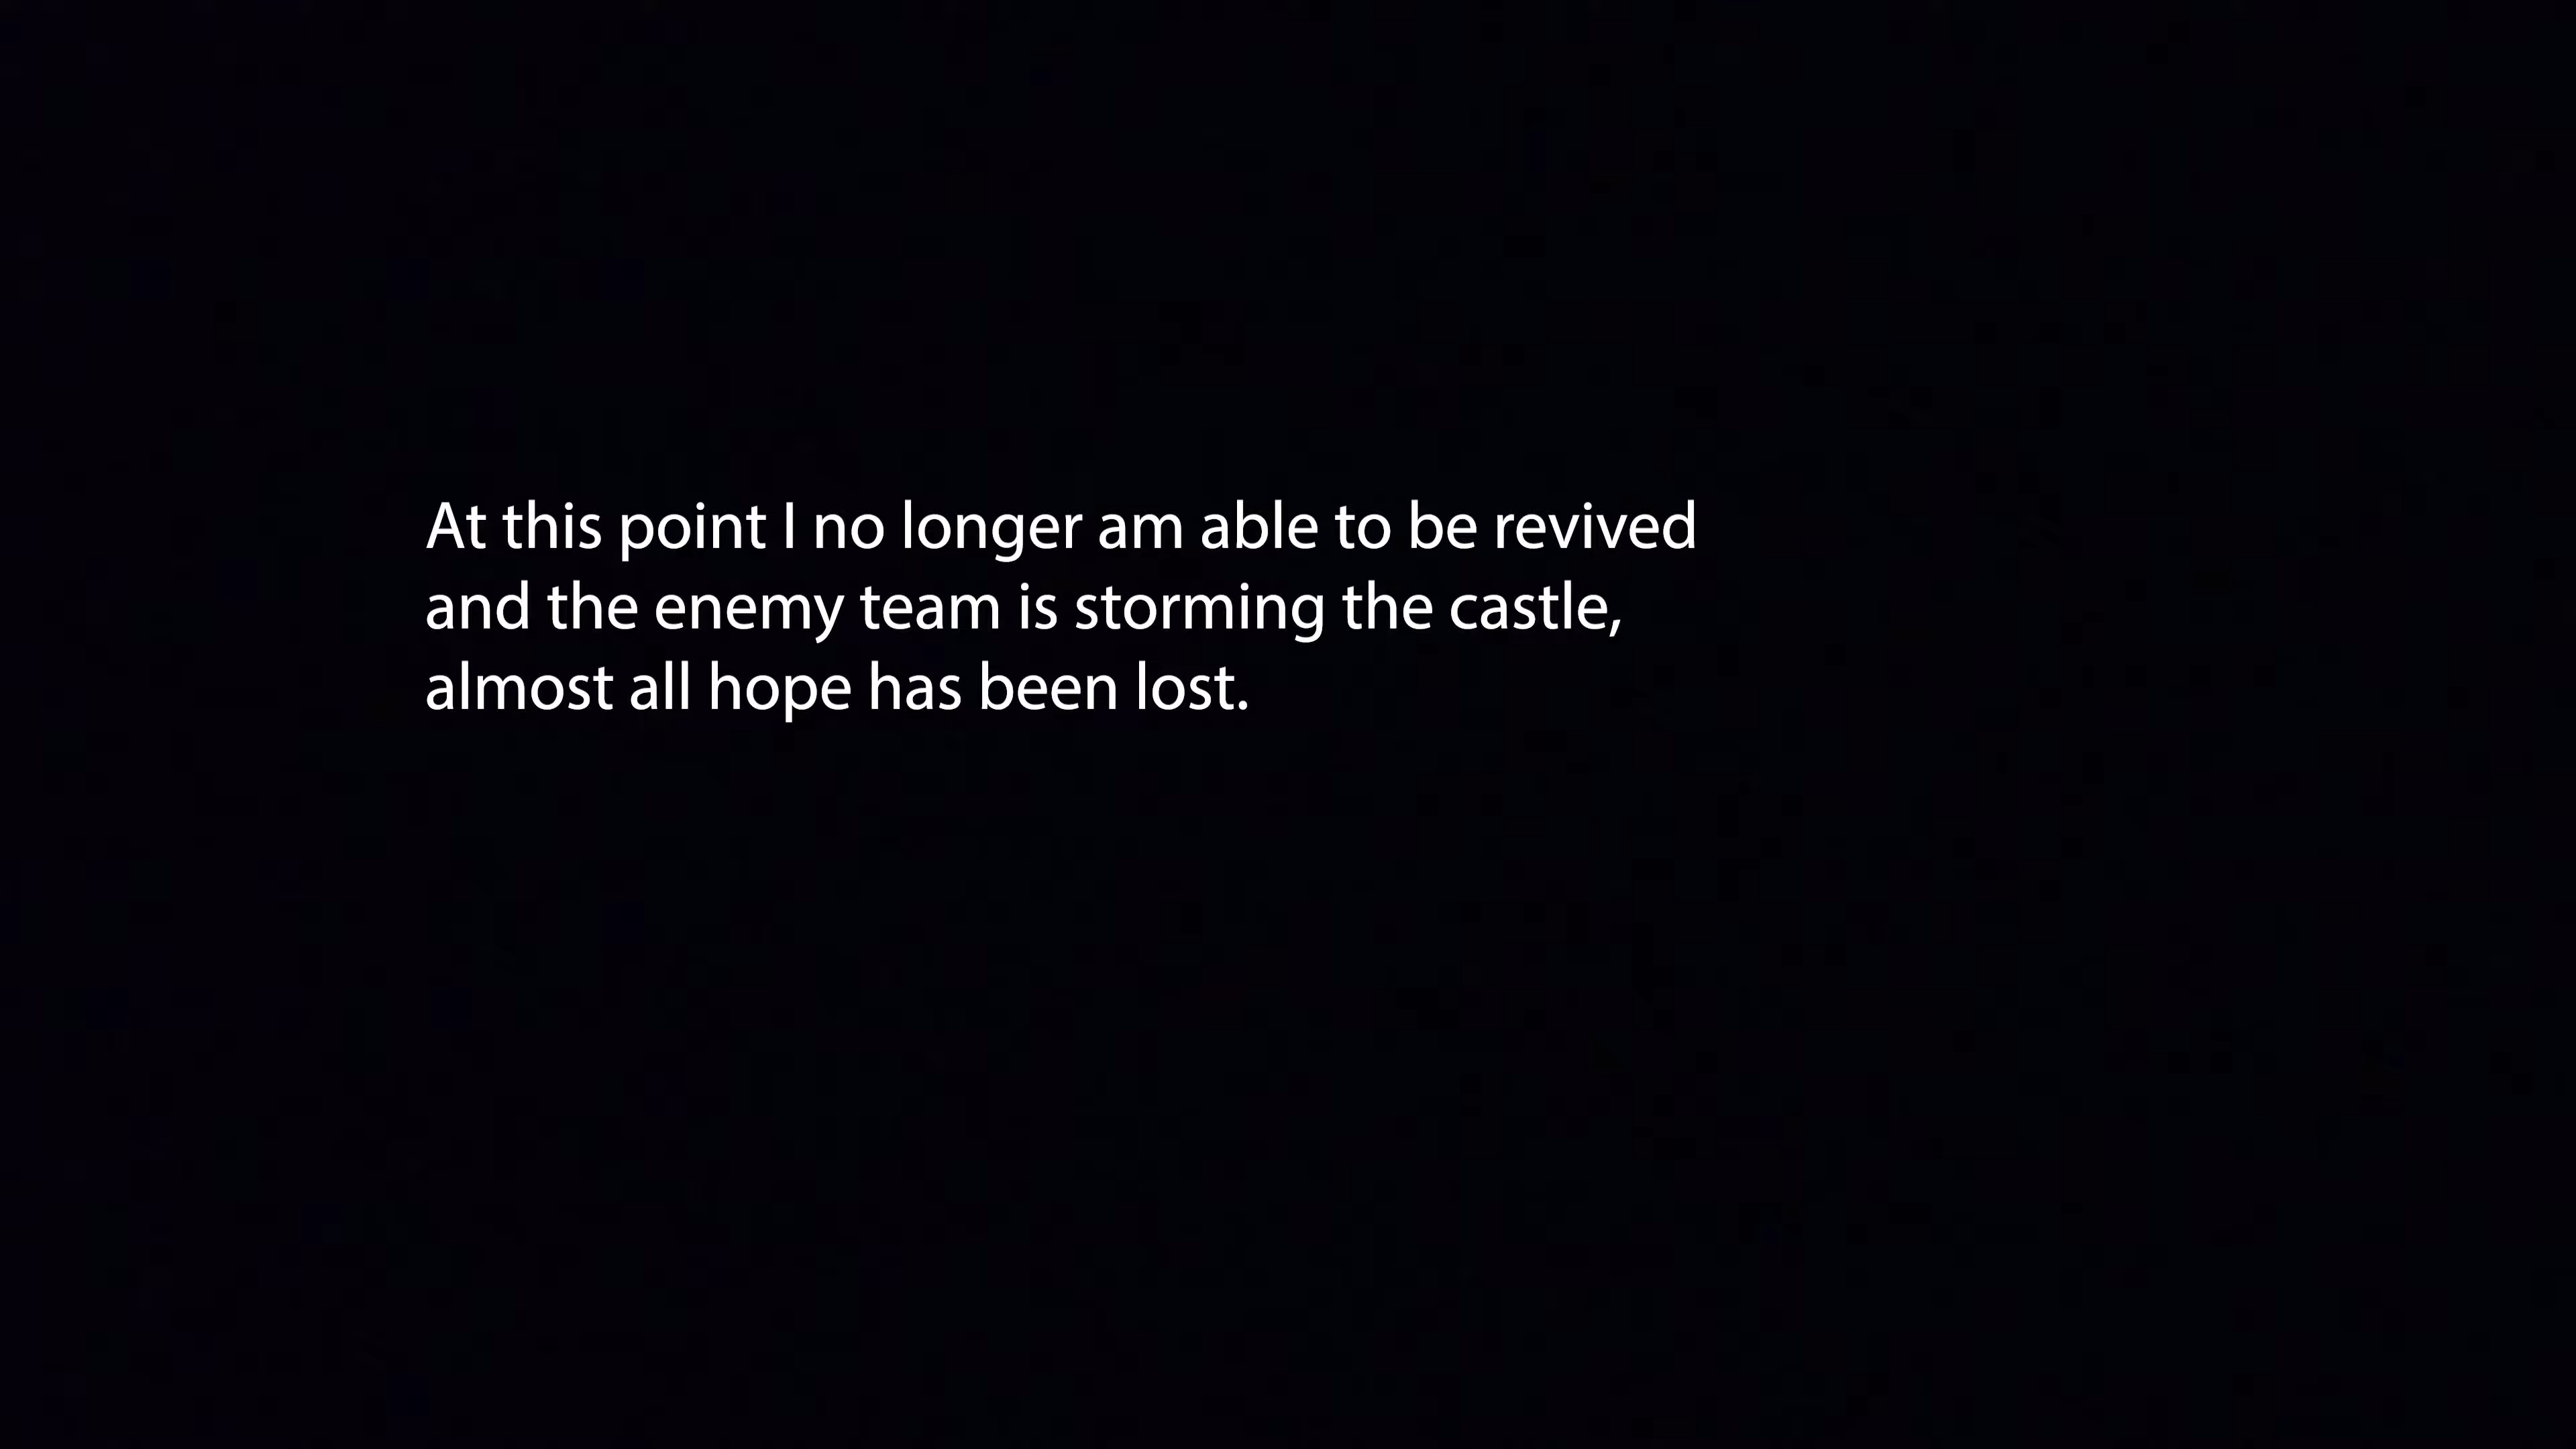 At this point I no longer am able to be revived
and the enemy team is storming the castle,
almost all hope has been lost.